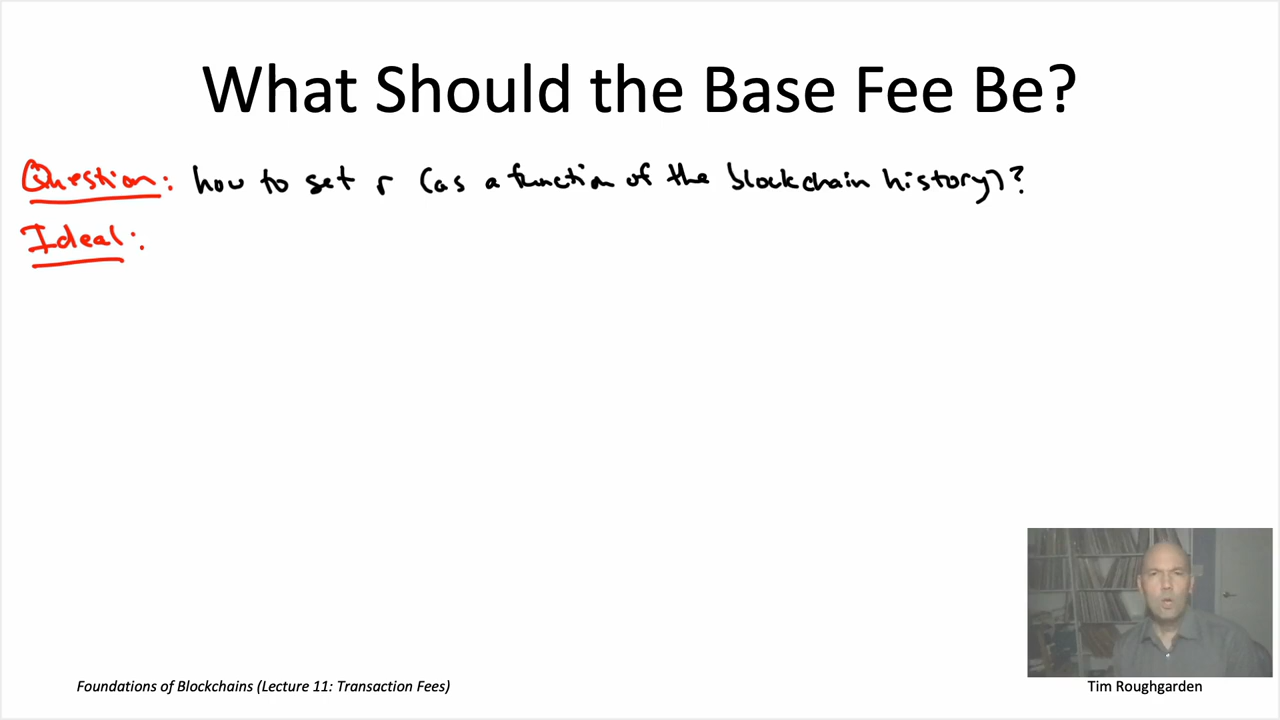 What Should the Base Fee Be?
Question: how to set r (as a function of the blockchain history)?
Ideal:
Foundations of Blockchains (Lecture 11: Transaction Fees)
Tim Roughgarden